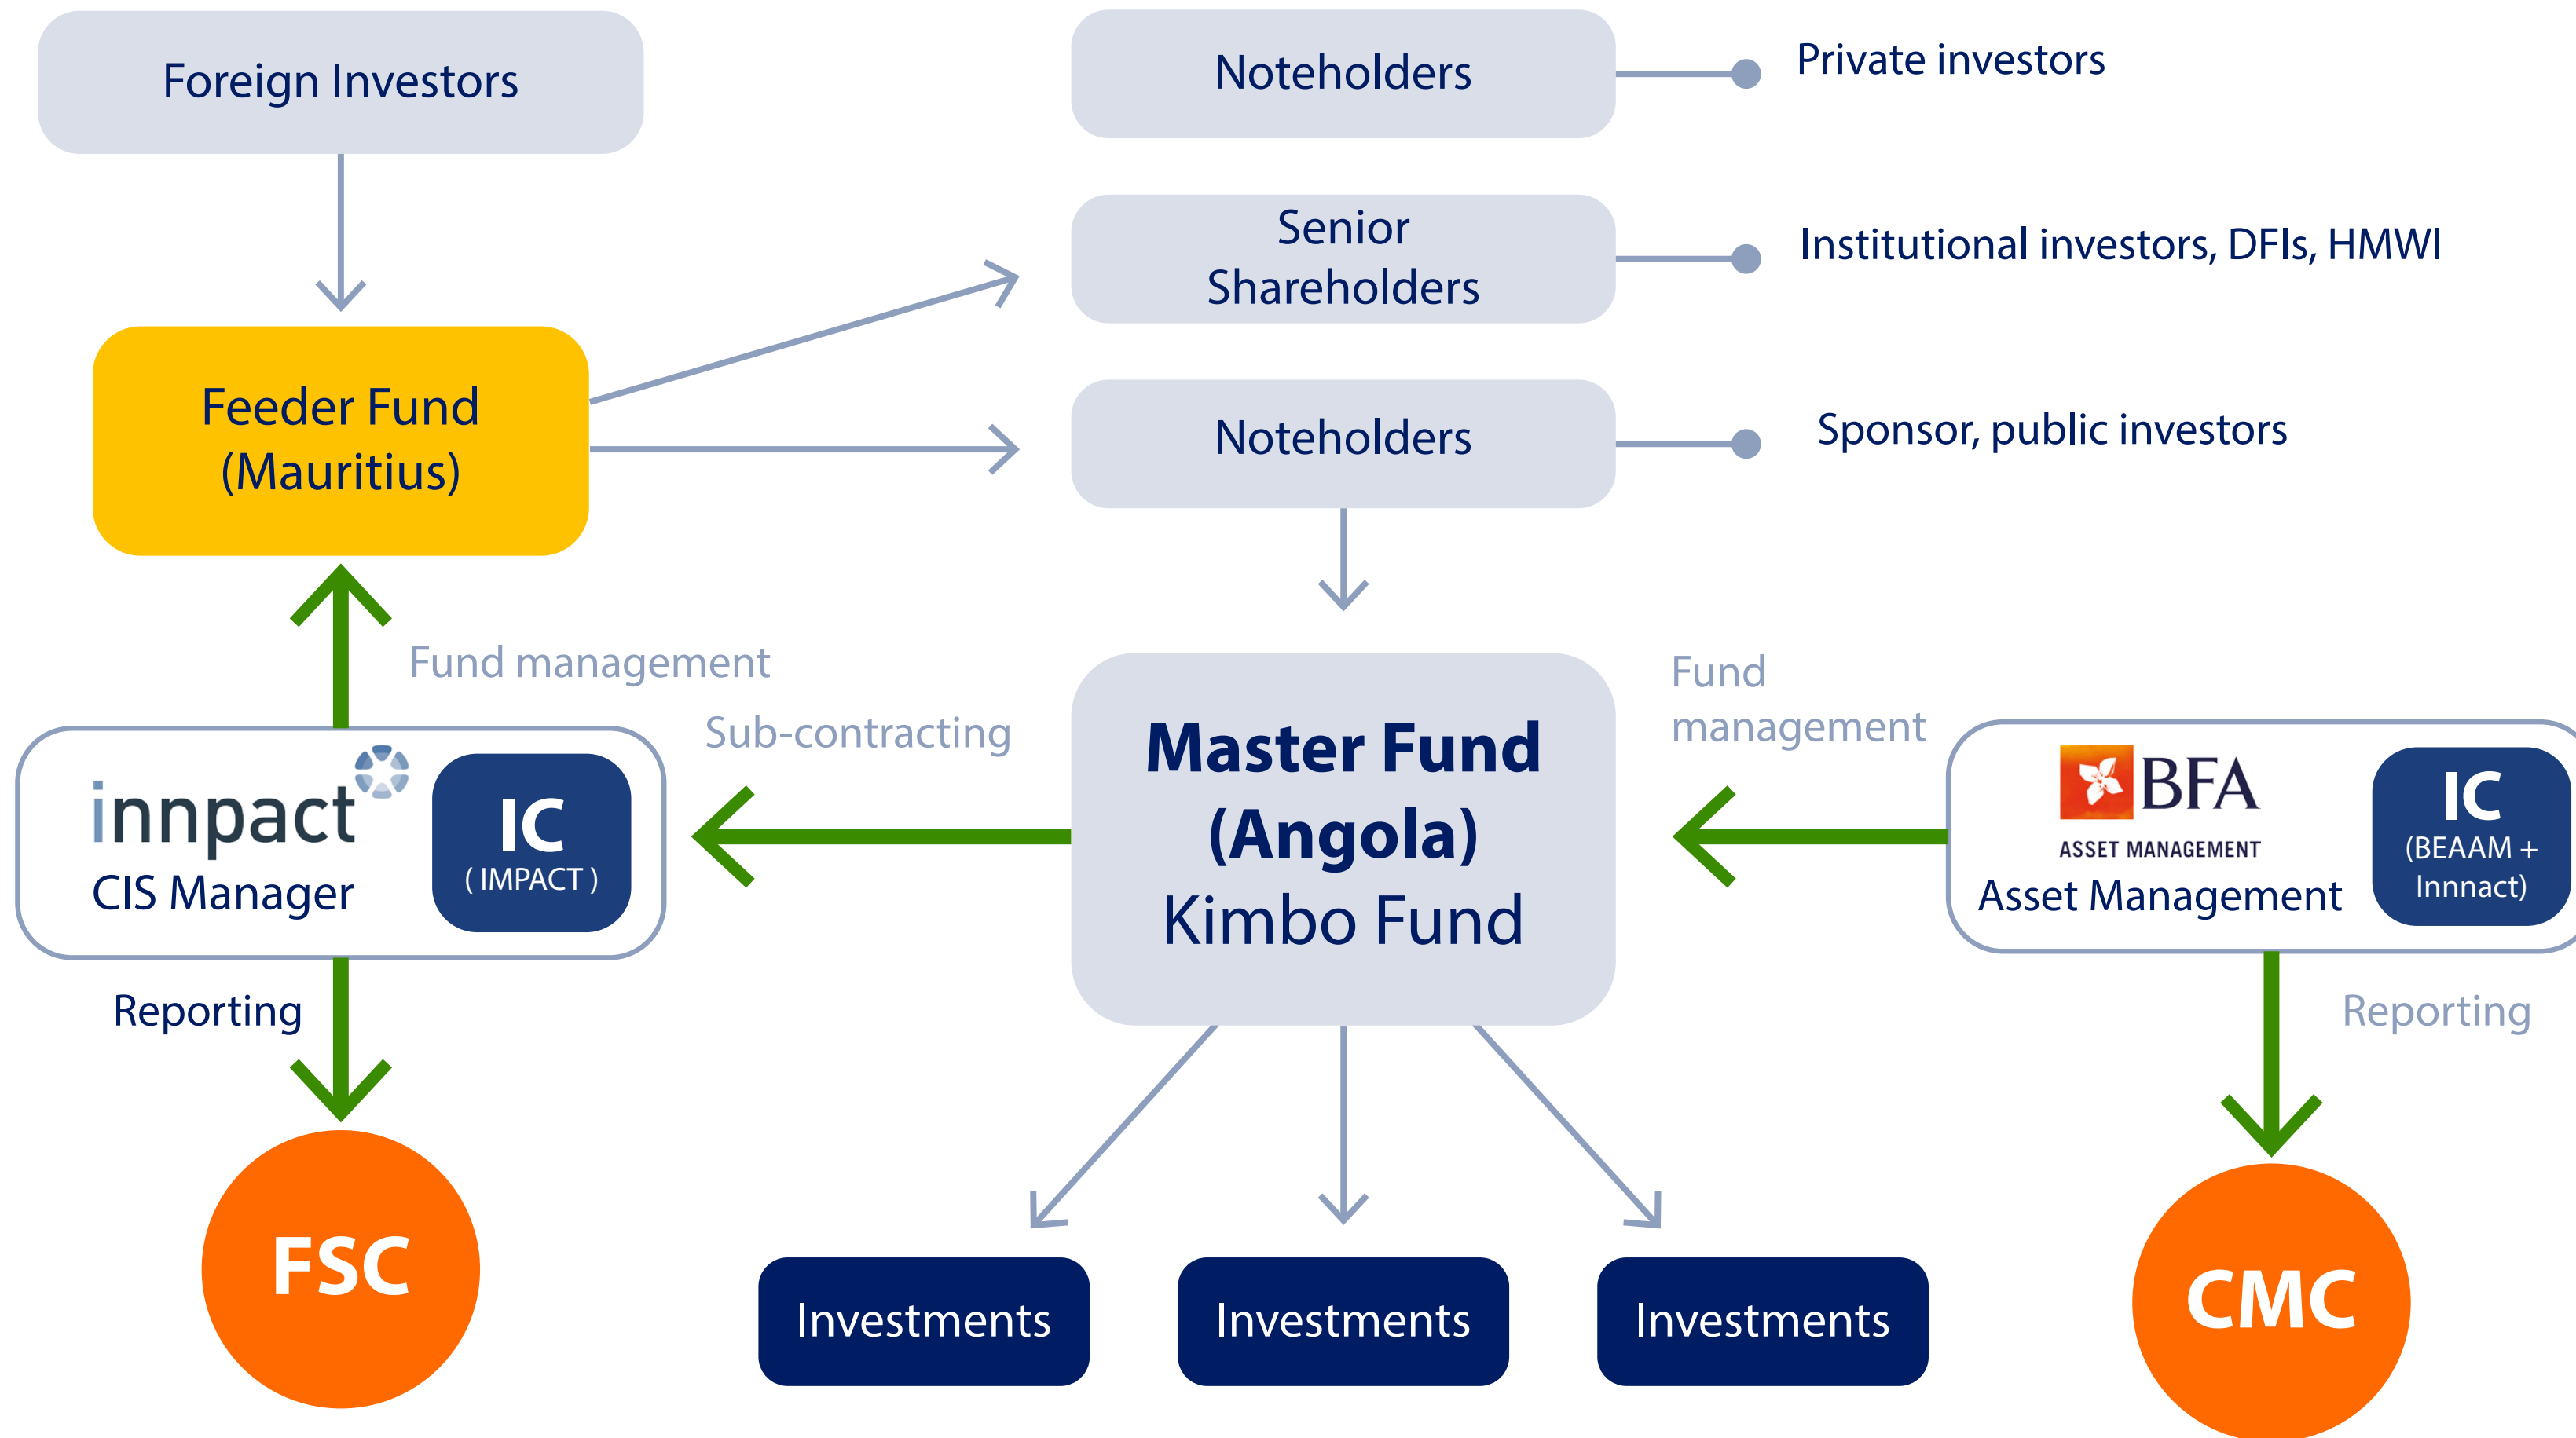 Foreign Investors
Noteholders
Private investors
Senior
Shareholders
Institutional investors, DFIs, HMWI
Feeder Fund
(Mauritius)
Noteholders
Sponsor, public investors
Fund management
Sub-contracting
Fund
management
innpact
CIS Manager
IC
( IMPACT )
Master Fund
(Angola)
Kimbo Fund
BFA
ASSET MANAGEMENT
Asset Management
IC
(BEAAM +
Innnact)
Reporting
Reporting
FSC
Investments
Investments
Investments
CMC